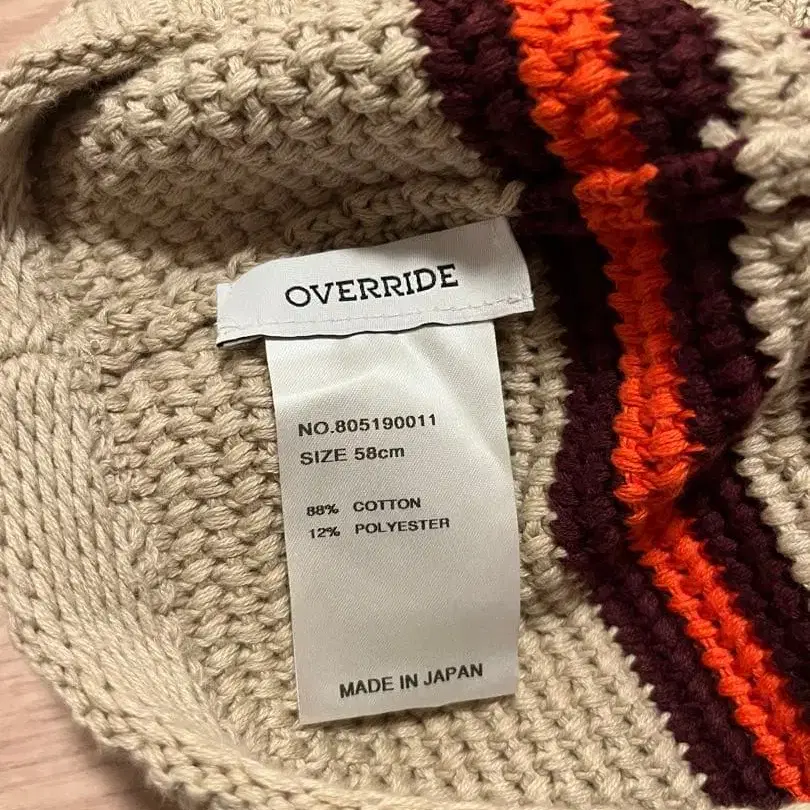 OVERRIDE
NO.805190011
SIZE 58cm
88% COTTON
12% POLYESTER
MADE IN JAPAN